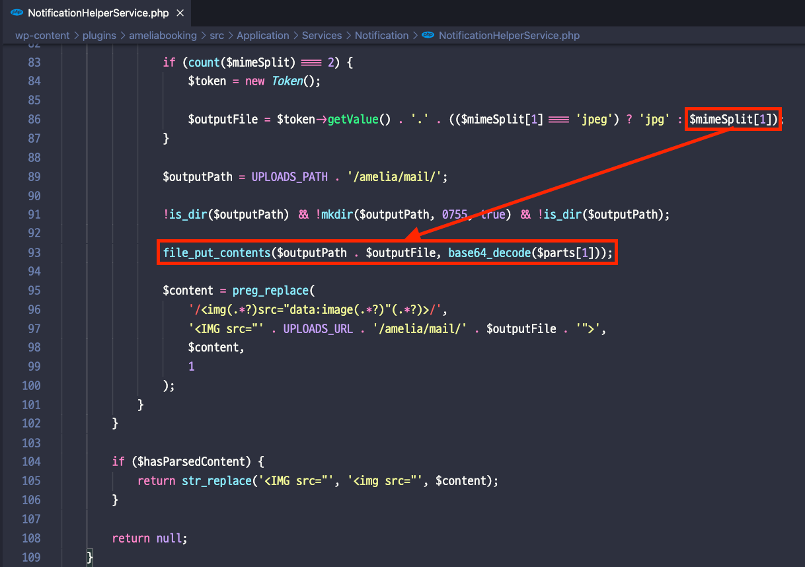 NotificationHelperService.php ×
wp-content > plugins > ameliabooking > src > Application > Services > Notification > NotificationHelperService.php
82
83 if (count($mimeSplit) === 2) {
84 $token = new Token();
85
86 $outputFile = $token->getValue() . '.' . (($mimeSplit[1] === 'jpeg') ? 'jpg' : $mimeSplit[1]);
87 }
88
89 $outputPath = UPLOADS_PATH . '/amelia/mail/';
90
91 !is_dir($outputPath) && !mkdir($outputPath, 0755, true) && !is_dir($outputPath);
92
93 file_put_contents($outputPath . $outputFile, base64_decode($parts[1]));
94
95 $content = preg_replace(
96 '/<img(.*?)src="data:image(.*?)"(.*?)>/',
97 '<IMG src="' . UPLOADS_URL . '/amelia/mail/' . $outputFile . '">',
98 $content,
99 1
100 );
101 }
102 }
103
104 if ($hasParsedContent) {
105 return str_replace('<IMG src="', '<img src="', $content);
106 }
107
108 return null;
109 }